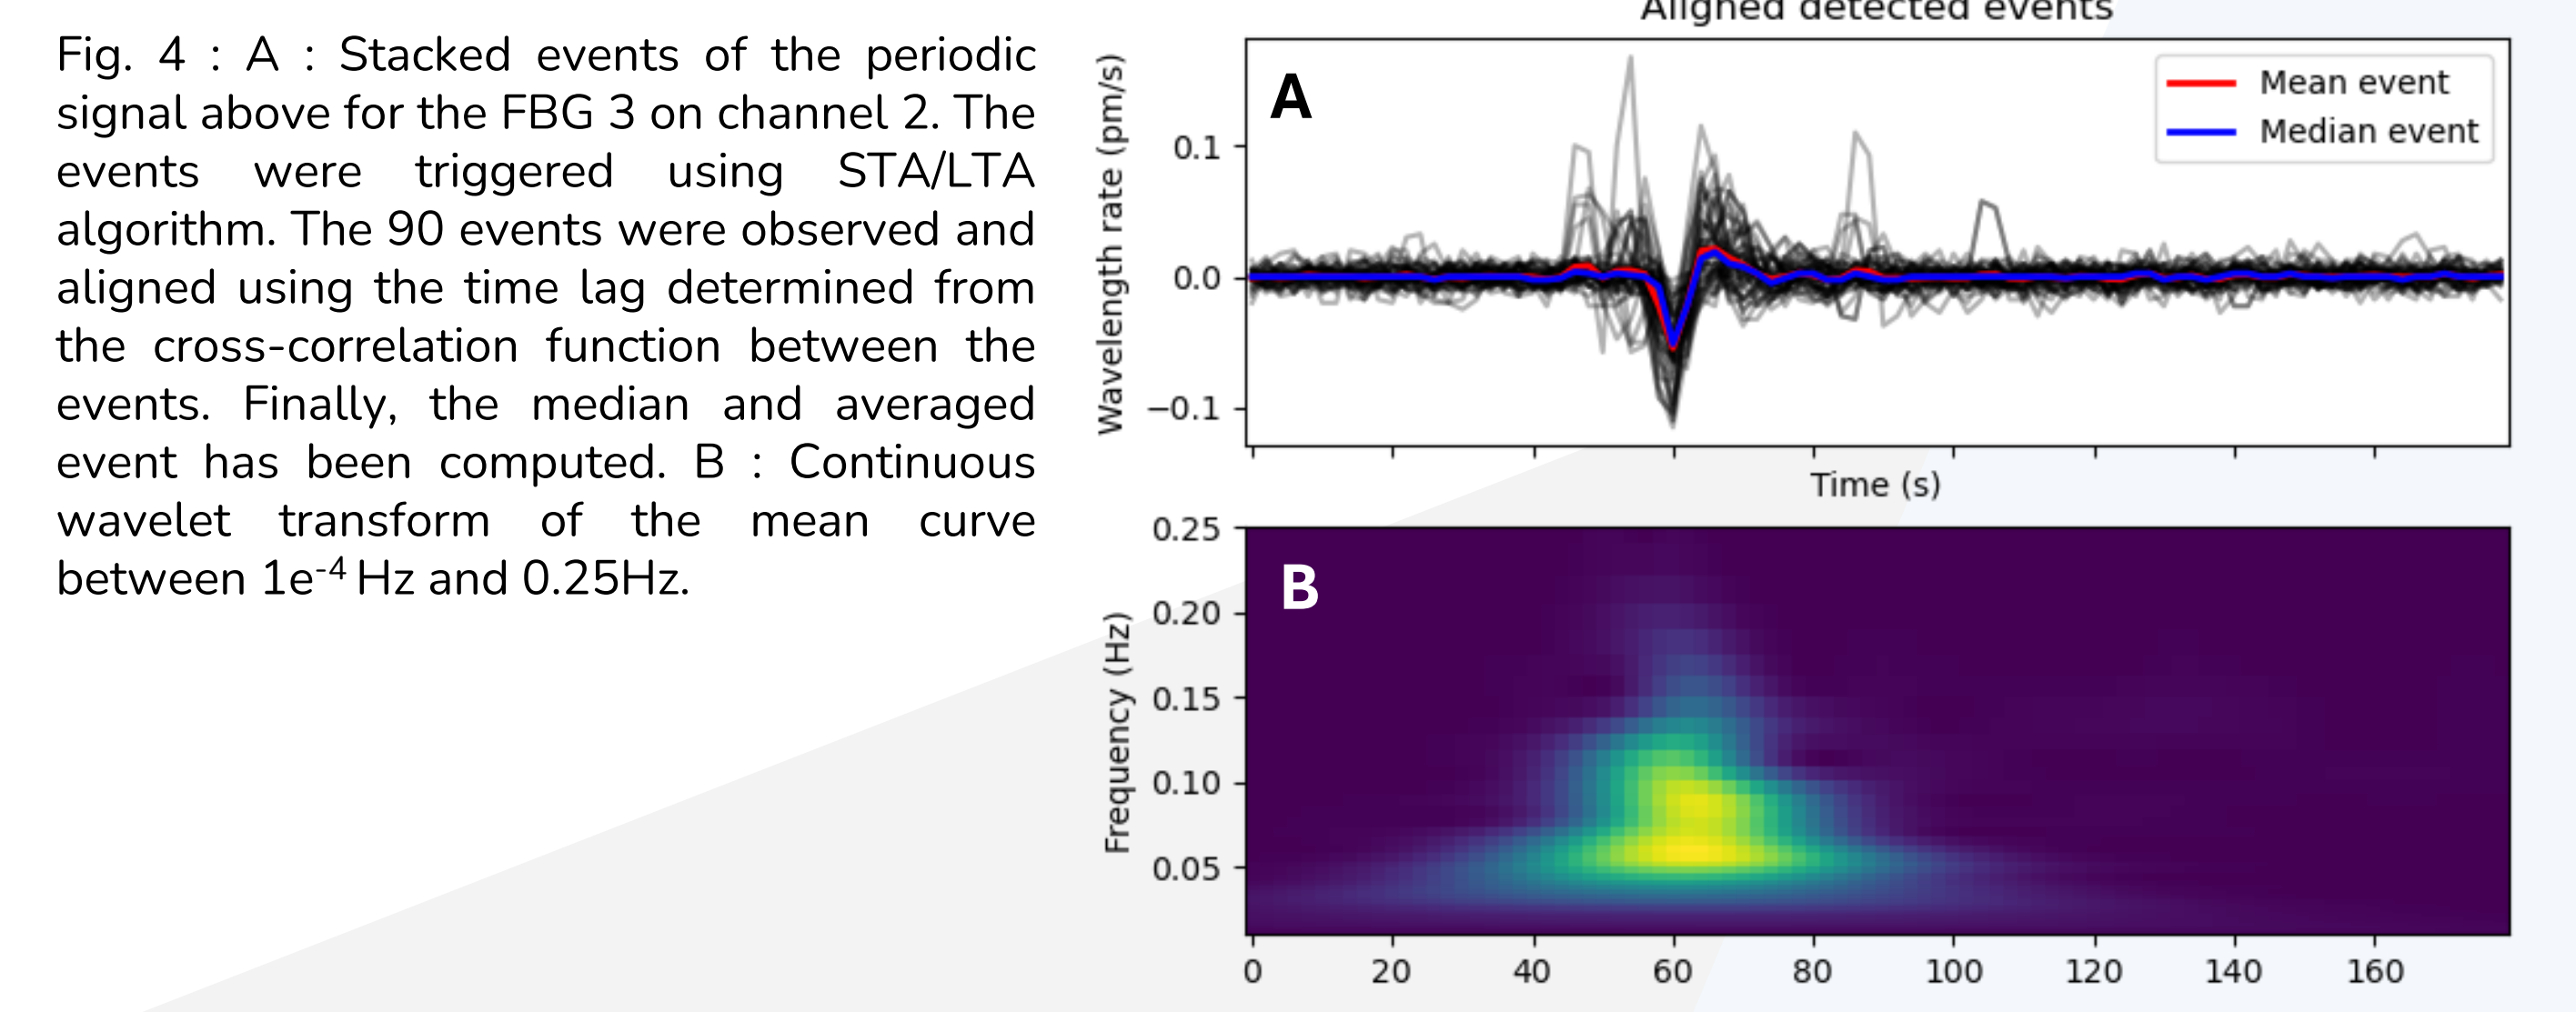 Fig. 4 : A : Stacked events of the periodic
signal above for the FBG 3 on channel 2. The
events were triggered using STA/LTA
algorithm. The 90 events were observed and
aligned using the time lag determined from
the cross-correlation function between the
events. Finally, the median and averaged
event has been computed. B : Continuous
wavelet transform of the mean curve
between 1e-4 Hz and 0.25Hz.
Aligned detected events
A
Mean event
Median event
Wavelength rate (pm/s)
0.1
0.0
−0.1
Time (s)
B
Frequency (Hz)
0.25
0.20
0.15
0.10
0.05
0 20 40 60 80 100 120 140 160